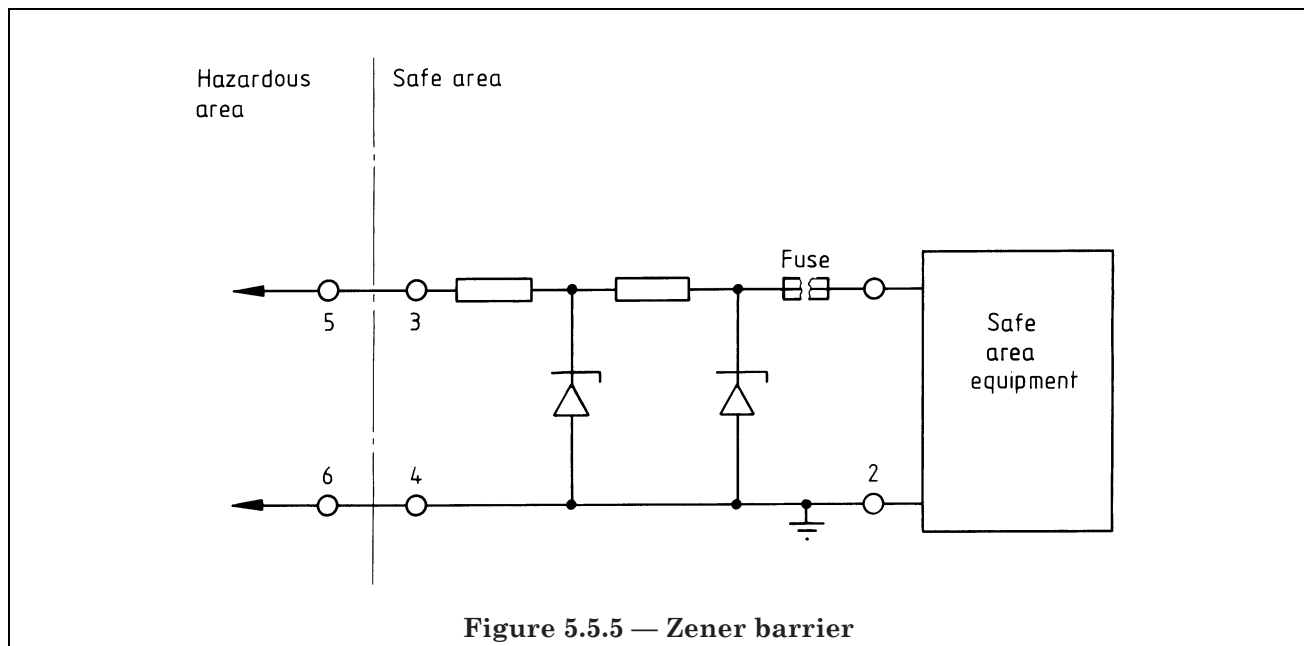 Hazardous
area
Safe area
Fuse
5
3
Safe
area
equipment
6
4
2
Figure 5.5.5 — Zener barrier